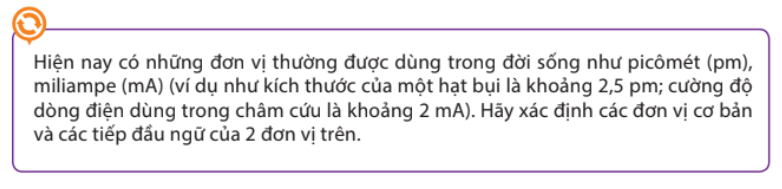 Hiện nay có những đơn vị thường được dùng trong đời sống như picômét (pm),
miliampe (mA) (ví dụ như kích thước của một hạt bụi là khoảng 2,5 pm; cường độ
dòng điện dùng trong châm cứu là khoảng 2 mA). Hãy xác định các đơn vị cơ bản
và các tiếp đầu ngữ của 2 đơn vị trên.